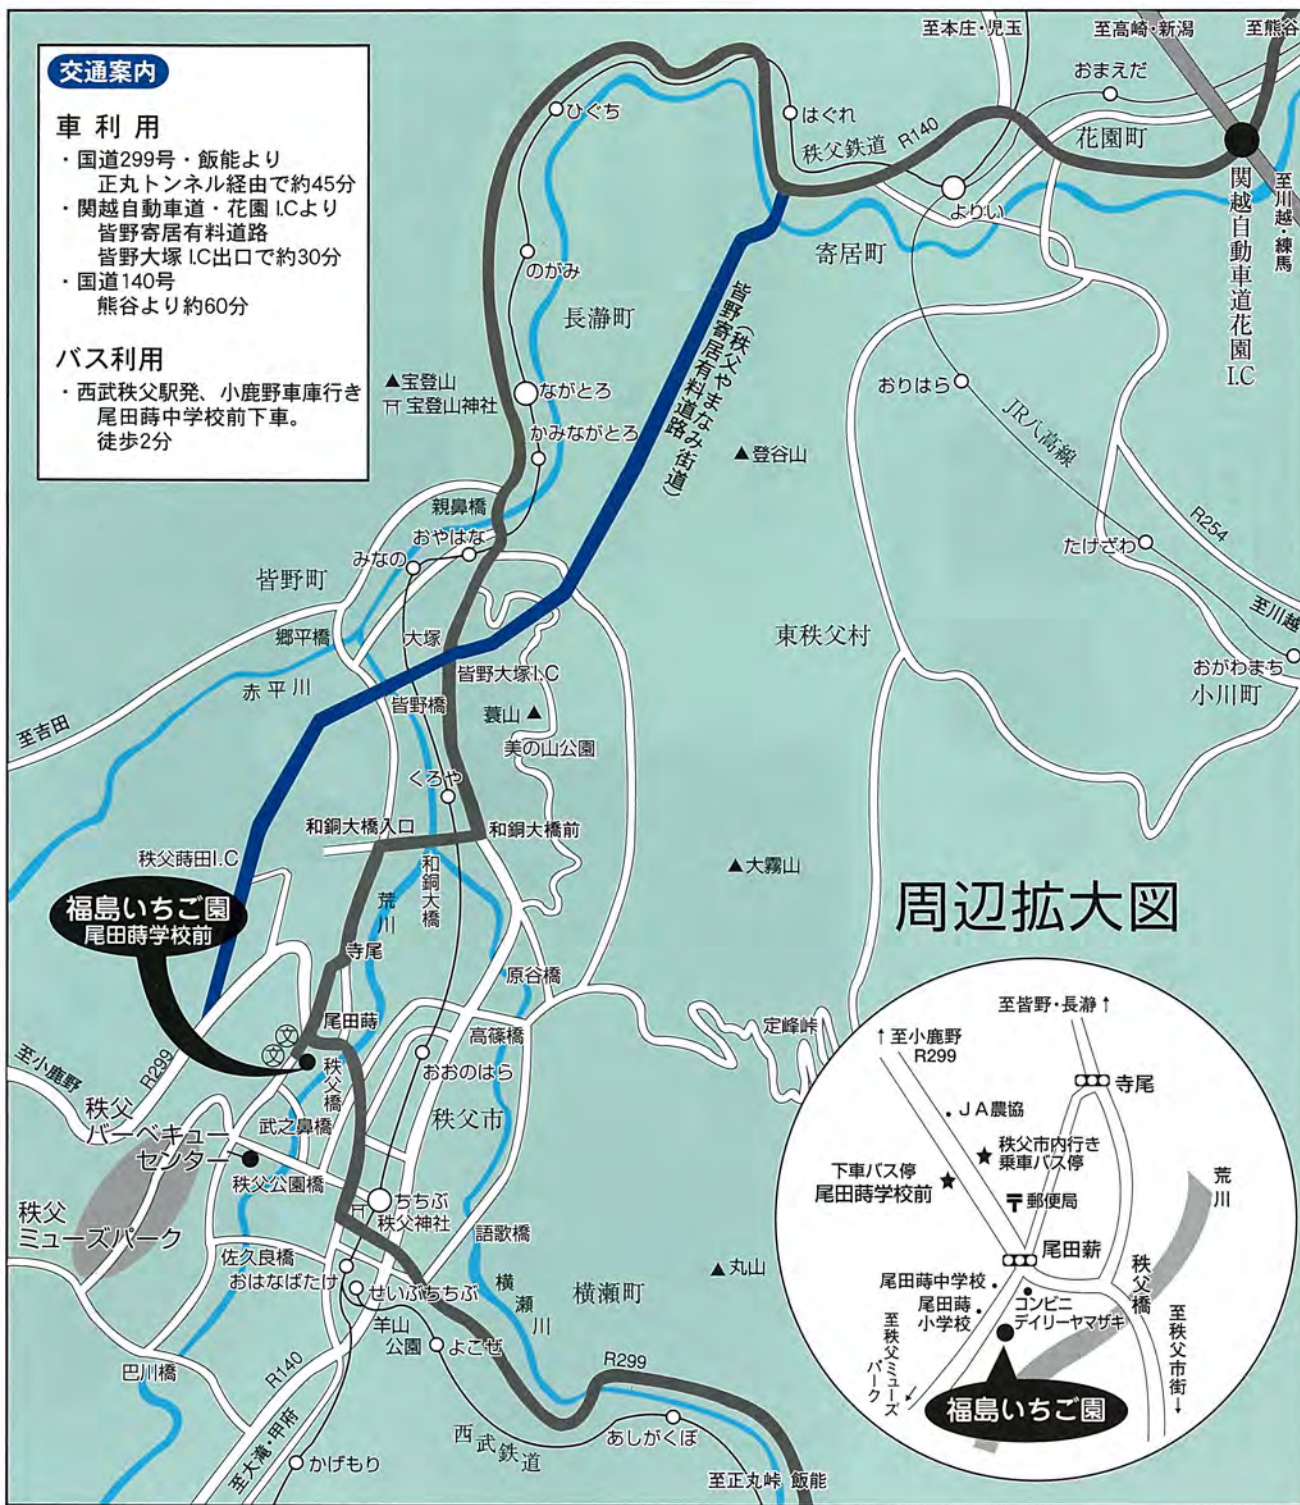 交通案内
車利用
・国道299号・飯能より
正丸トンネル経由で約45分
・関越自動車道・花園I.Cより
皆野寄居有料道路
皆野大塚I.C出口で約30分
・国道140号
熊谷より約60分
バス利用
・西武秩父駅発、小鹿野車庫行き
尾田蒔中学校前下車。
徒歩2分
至本庄・児玉
至高崎・新潟
至熊谷
おまえだ
ひぐち
はぐれ
R140
花園町
秩父鉄道
よりい
関越自動車道花園I.C
至川越・練馬
寄居町
のがみ
長瀞町
皆野寄居有料道路
(秩父やまなみ街道)
▲宝登山
宝登山神社
ながとろ
かみながとろ
おりはら
JR八高線
▲登谷山
親鼻橋
おやはな
みなの
R254
たけざわ
皆野町
至川越
郷平橋
大塚
東秩父村
おがわまち
小川町
皆野大塚I.C
赤平川
皆野橋
蓑山▲
美の山公園
至吉田
くろや
和銅大橋入口
和銅大橋前
秩父蒔田I.C
和銅大橋
▲大霧山
荒川
福島いちご園
尾田蒔学校前
寺尾
原谷橋
尾田蒔
高篠橋
定峰峠
至小鹿野
R299
おおのはら
秩父橋
秩父市
秩父
バーベキュー
センター
武之鼻橋
秩父公園橋
ちちぶ
秩父神社
秩父
ミューズパーク
語歌橋
佐久良橋
おはなばたけ
せいぶちちぶ
横瀬川
横瀬町
▲丸山
羊山
公園
よこぜ
巴川橋
R140
R299
西武鉄道
あしがくぼ
至大滝・甲府
かげもり
至正丸峠 飯能
周辺拡大図
至皆野・長瀞↑
↑至小鹿野
R299
寺尾
・JA農協
★秩父市内行き
乗車バス停
下車バス停
尾田蒔学校前★
荒川
〒郵便局
尾田薪
秩父橋
尾田蒔中学校・
コンビニ
デイリーヤマザキ
尾田蒔
小学校・
至秩父ミューズ
パーク
↓
至秩父市街→
福島いちご園